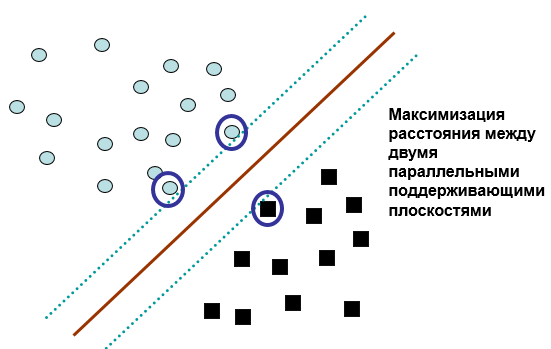 Максимизация
расстояния между
двумя
параллельными
поддерживающими
плоскостями